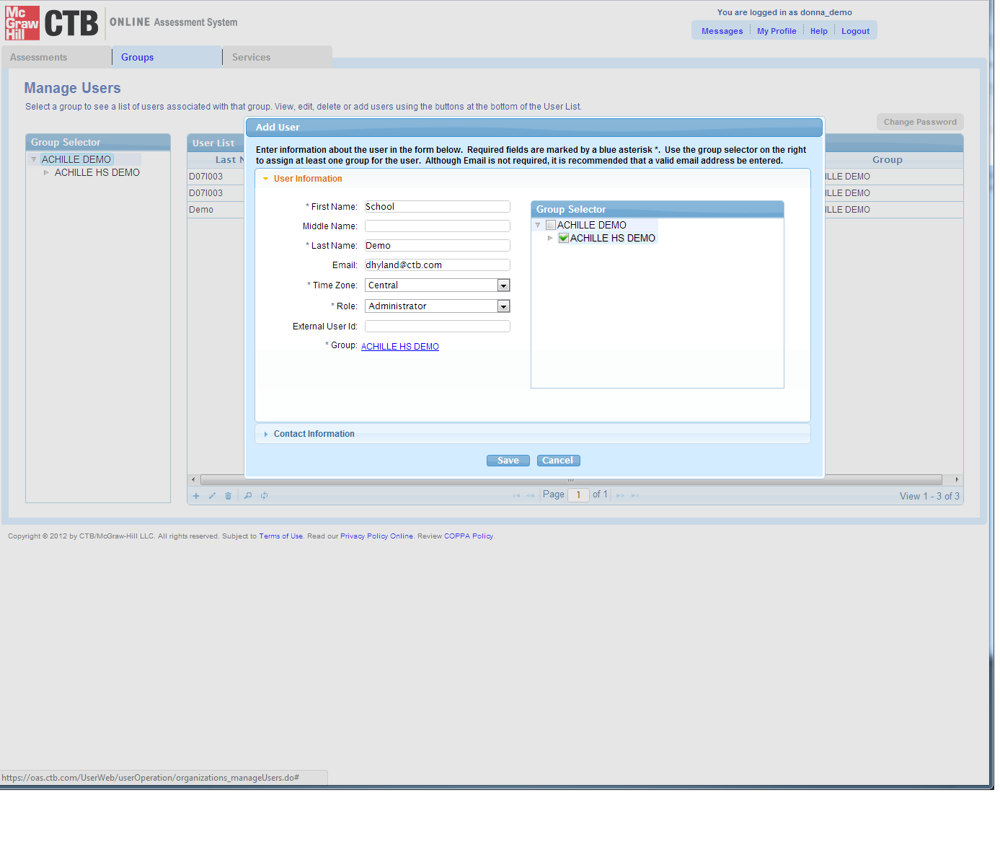 Mc
Graw
Hill
CTB
ONLINE Assessment System
You are logged in as donna_demo
Messages
My Profile
Help
Logout
Assessments
Groups
Services
Manage Users
Select a group to see a list of users associated with that group. View, edit, delete or add users using the buttons at the bottom of the User List.
Change Password
Group Selector
ACHILLE DEMO
ACHILLE HS DEMO
User List
Last N
Group
D07I003
LLE DEMO
D07I003
LLE DEMO
Demo
LLE DEMO
Add User
Enter information about the user in the form below. Required fields are marked by a blue asterisk *. Use the group selector on the right
to assign at least one group for the user. Although Email is not required, it is recommended that a valid email address be entered.
User Information
* First Name: School
Middle Name:
* Last Name: Demo
Email: dhyland@ctb.com
* Time Zone: Central
* Role: Administrator
External User Id:
* Group: ACHILLE HS DEMO
Group Selector
ACHILLE DEMO
ACHILLE HS DEMO
Contact Information
Save
Cancel
Page 1 of 1
View 1 - 3 of 3
Copyright © 2012 by CTB/McGraw-Hill LLC. All rights reserved. Subject to Terms of Use. Read our Privacy Policy Online. Review COPPA Policy.
https://oas.ctb.com/UserWeb/userOperation/organizations_manageUsers.do#